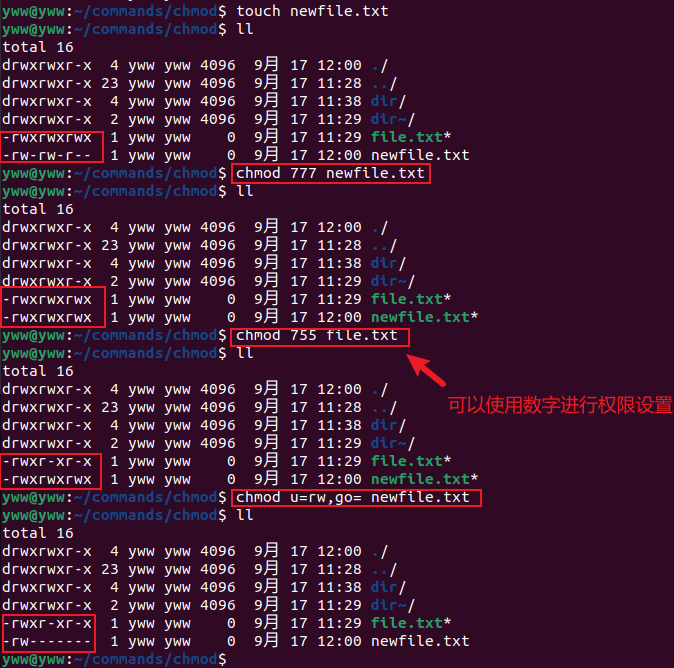 yww@yww:~/commands/chmod$ touch newfile.txt
yww@yww:~/commands/chmod$ ll
total 16
drwxrwxr-x  4 yww yww 4096  9月 17 12:00 ./
drwxrwxr-x 23 yww yww 4096  9月 17 11:28 ../
drwxrwxr-x  4 yww yww 4096  9月 17 11:38 dir/
drwxrwxr-x  2 yww yww 4096  9月 17 11:29 dir~/
-rwxrwxrwx  1 yww yww    0  9月 17 11:29 file.txt*
-rw-rw-r--  1 yww yww    0  9月 17 12:00 newfile.txt
yww@yww:~/commands/chmod$ chmod 777 newfile.txt
yww@yww:~/commands/chmod$ ll
total 16
drwxrwxr-x  4 yww yww 4096  9月 17 12:00 ./
drwxrwxr-x 23 yww yww 4096  9月 17 11:28 ../
drwxrwxr-x  4 yww yww 4096  9月 17 11:38 dir/
drwxrwxr-x  2 yww yww 4096  9月 17 11:29 dir~/
-rwxrwxrwx  1 yww yww    0  9月 17 11:29 file.txt*
-rwxrwxrwx  1 yww yww    0  9月 17 12:00 newfile.txt*
yww@yww:~/commands/chmod$ chmod 755 file.txt
yww@yww:~/commands/chmod$ ll
total 16
drwxrwxr-x  4 yww yww 4096  9月 17 12:00 ./
drwxrwxr-x 23 yww yww 4096  9月 17 11:28 ../
可以使用数字进行权限设置
drwxrwxr-x  4 yww yww 4096  9月 17 11:38 dir/
drwxrwxr-x  2 yww yww 4096  9月 17 11:29 dir~/
-rwxr-xr-x  1 yww yww    0  9月 17 11:29 file.txt*
-rwxrwxrwx  1 yww yww    0  9月 17 12:00 newfile.txt*
yww@yww:~/commands/chmod$ chmod u=rw,go= newfile.txt
yww@yww:~/commands/chmod$ ll
total 16
drwxrwxr-x  4 yww yww 4096  9月 17 12:00 ./
drwxrwxr-x 23 yww yww 4096  9月 17 11:28 ../
drwxrwxr-x  4 yww yww 4096  9月 17 11:38 dir/
drwxrwxr-x  2 yww yww 4096  9月 17 11:29 dir~/
-rwxr-xr-x  1 yww yww    0  9月 17 11:29 file.txt*
-rw-------  1 yww yww    0  9月 17 12:00 newfile.txt
yww@yww:~/commands/chmod$